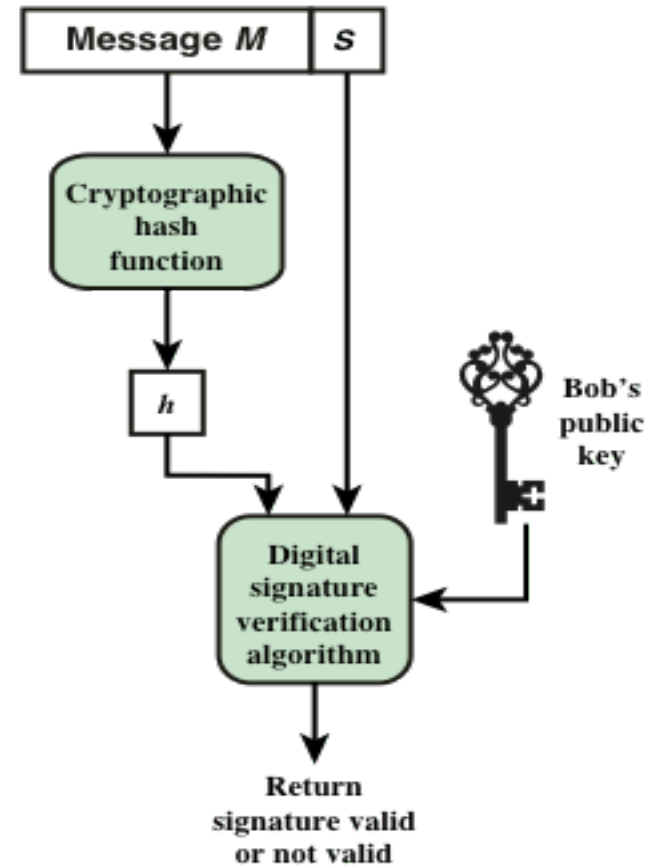 Message M S
Cryptographic
hash
function
h
Bob's
public
key
Digital
signature
verification
algorithm
Return
signature valid
or not valid